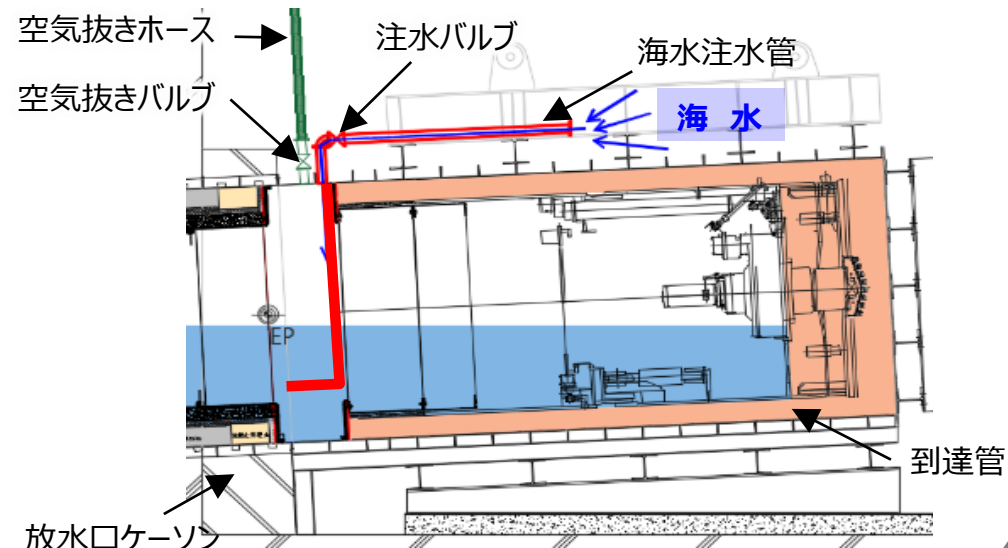 空気抜きホース
注水バルブ
海水注水管
空気抜きバルブ
海 水
EP
到達管
放水口ケーソン